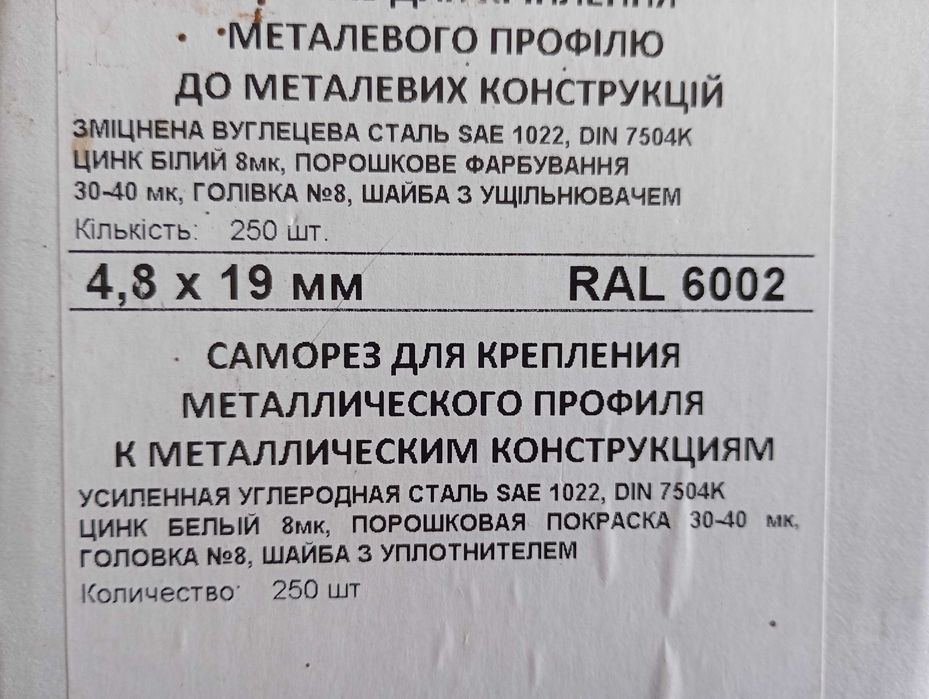 ДЛЯ КРІПЛЕННЯ
МЕТАЛЕВОГО ПРОФІЛЮ
ДО МЕТАЛЕВИХ КОНСТРУКЦІЙ
ЗМІЦНЕНА ВУГЛЕЦЕВА СТАЛЬ SAE 1022, DIN 7504K
ЦИНК БІЛИЙ 8мк, ПОРОШКОВЕ ФАРБУВАННЯ
30-40 мк, ГОЛІВКА №8, ШАЙБА З УЩІЛЬНЮВАЧЕМ
Кількість: 250 шт.
4,8 х 19 мм RAL 6002
САМОРЕЗ ДЛЯ КРЕПЛЕНИЯ
МЕТАЛЛИЧЕСКОГО ПРОФИЛЯ
К МЕТАЛЛИЧЕСКИМ КОНСТРУКЦИЯМ
УСИЛЕННАЯ УГЛЕРОДНАЯ СТАЛЬ SAE 1022, DIN 7504K
ЦИНК БЕЛЫЙ 8мк, ПОРОШКОВАЯ ПОКРАСКА 30-40 мк,
ГОЛОВКА №8, ШАЙБА З УПЛОТНИТЕЛЕМ
Количество: 250 шт